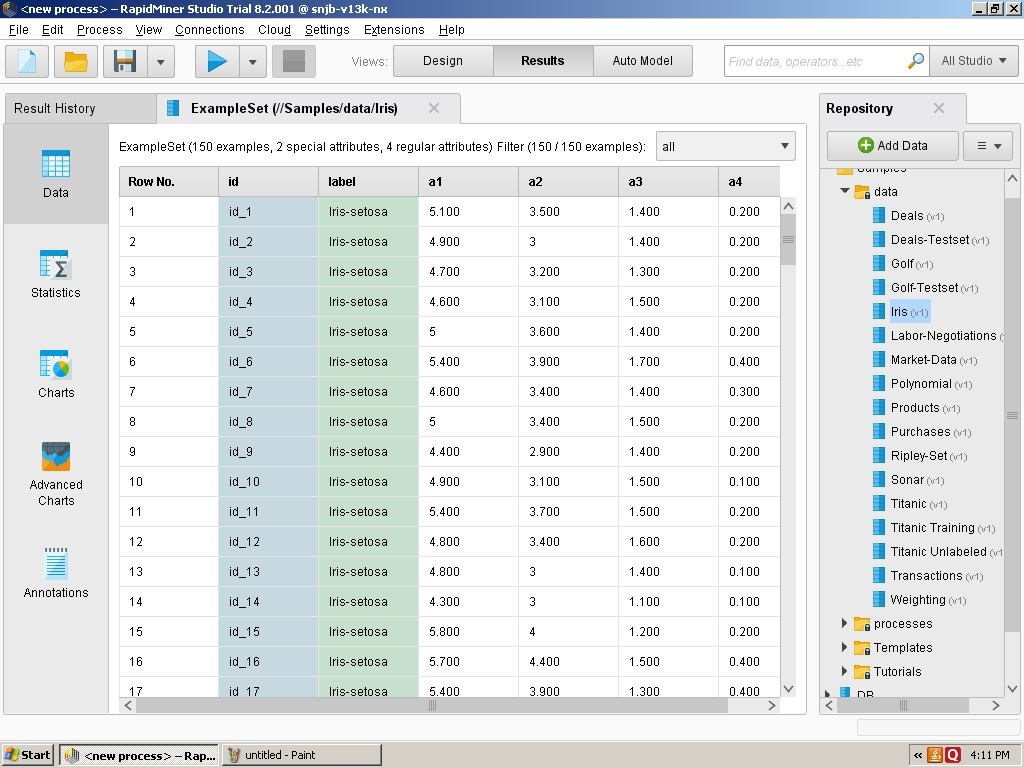 <new process> – RapidMiner Studio Trial 8.2.001 @ snjb-v13k-nx
File Edit Process View Connections Cloud Settings Extensions Help
Views: Design Results Auto Model Find data, operators...etc All Studio
Result History ExampleSet (//Samples/data/Iris)
ExampleSet (150 examples, 2 special attributes, 4 regular attributes) Filter (150 / 150 examples): all
Data
Statistics
Charts
Advanced
Charts
Annotations
Row No. id label a1 a2 a3 a4
1 id_1 Iris-setosa 5.100 3.500 1.400 0.200
2 id_2 Iris-setosa 4.900 3 1.400 0.200
3 id_3 Iris-setosa 4.700 3.200 1.300 0.200
4 id_4 Iris-setosa 4.600 3.100 1.500 0.200
5 id_5 Iris-setosa 5 3.600 1.400 0.200
6 id_6 Iris-setosa 5.400 3.900 1.700 0.400
7 id_7 Iris-setosa 4.600 3.400 1.400 0.300
8 id_8 Iris-setosa 5 3.400 1.500 0.200
9 id_9 Iris-setosa 4.400 2.900 1.400 0.200
10 id_10 Iris-setosa 4.900 3.100 1.500 0.100
11 id_11 Iris-setosa 5.400 3.700 1.500 0.200
12 id_12 Iris-setosa 4.800 3.400 1.600 0.200
13 id_13 Iris-setosa 4.800 3 1.400 0.100
14 id_14 Iris-setosa 4.300 3 1.100 0.100
15 id_15 Iris-setosa 5.800 4 1.200 0.200
16 id_16 Iris-setosa 5.700 4.400 1.500 0.400
17 id_17 Iris-setosa 5.400 3.900 1.300 0.400
Repository
Add Data
Samples
data
Deals (v1)
Deals-Testset (v1)
Golf (v1)
Golf-Testset (v1)
Iris (v1)
Labor-Negotiations (
Market-Data (v1)
Polynomial (v1)
Products (v1)
Purchases (v1)
Ripley-Set (v1)
Sonar (v1)
Titanic (v1)
Titanic Training (v1)
Titanic Unlabeled (v1
Transactions (v1)
Weighting (v1)
processes
Templates
Tutorials
DB
Start <new process> – Rap... untitled - Paint « 4:11 PM